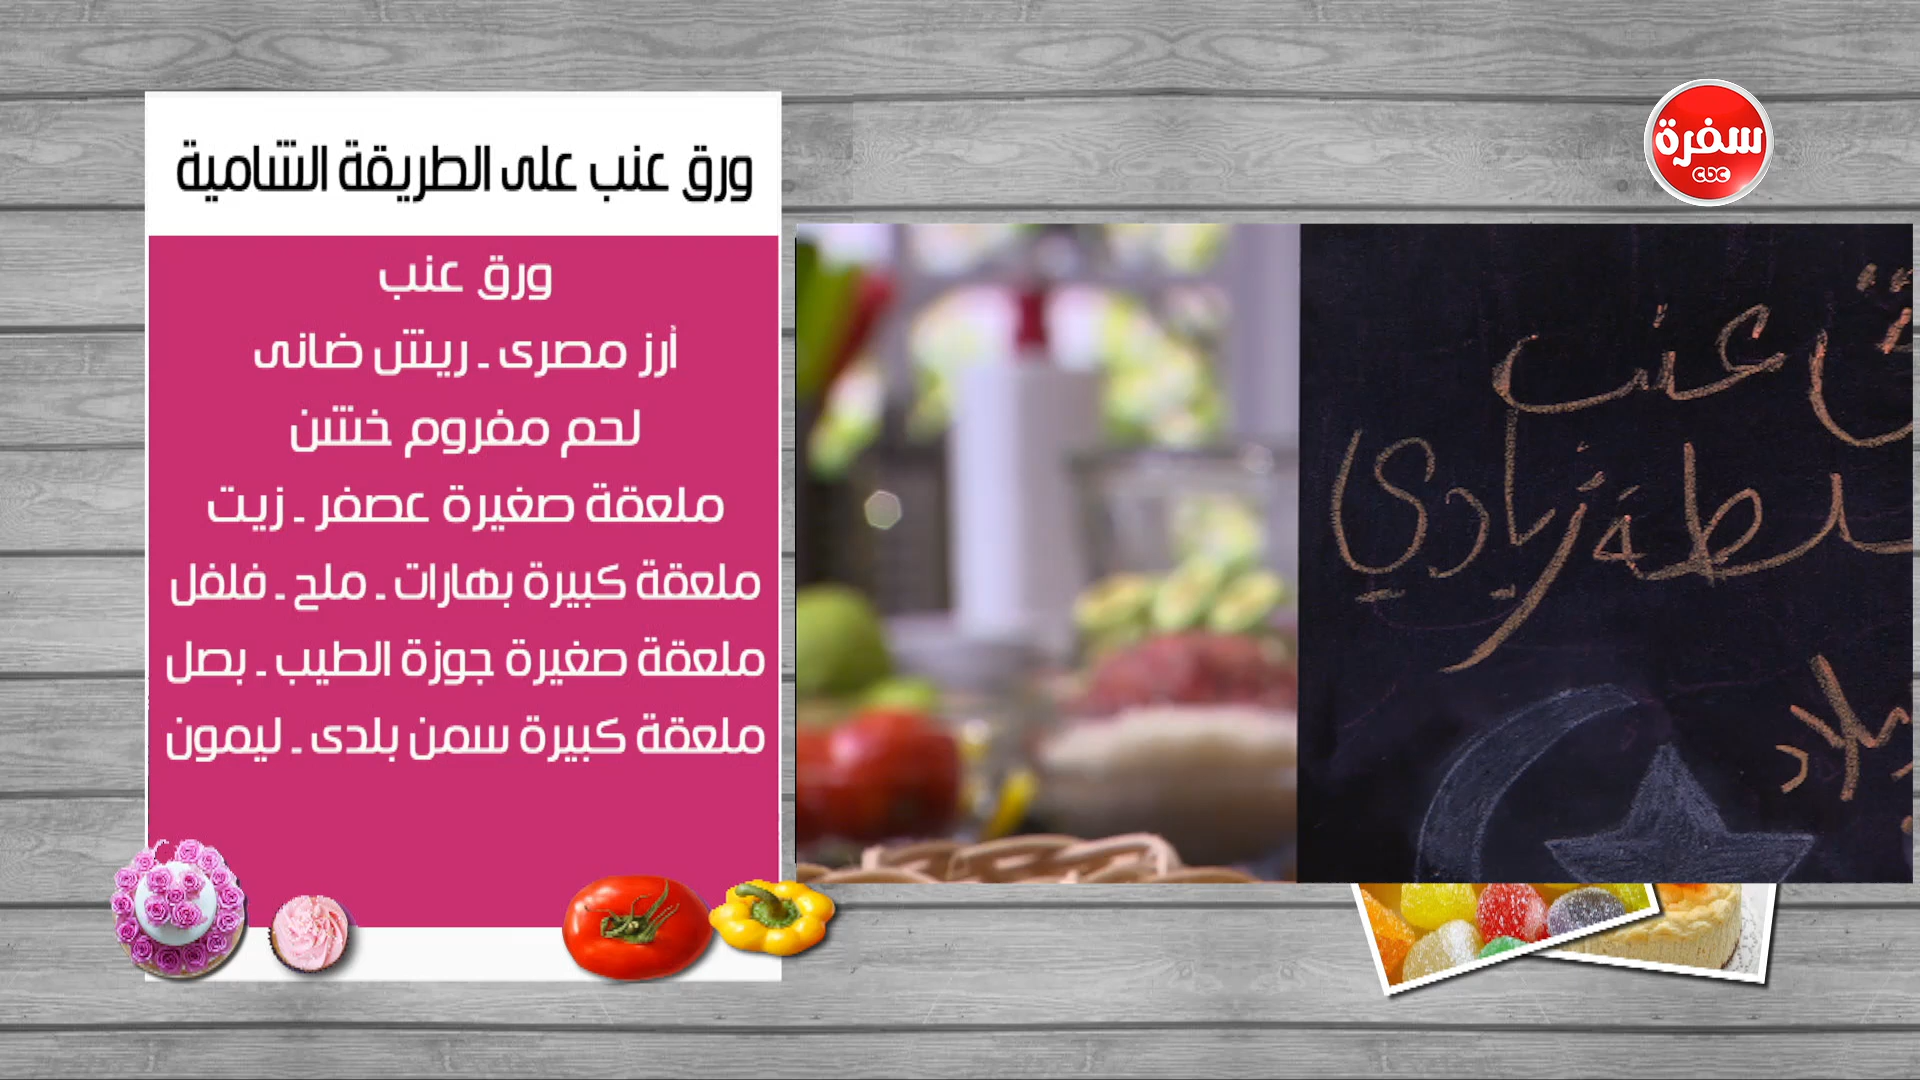 ورق عنب على الطريقة الشامية
ورق عنب
أرز مصرى ـ ريش ضانى
لحم مفروم خشن
ملعقة صغيرة عصفر ـ زيت
ملعقة كبيرة بهارات ـ ملح ـ فلفل
ملعقة صغيرة جوزة الطيب ـ بصل
ملعقة كبيرة سمن بلدى ـ ليمون
سفرة
cbc
عنب
زبادي